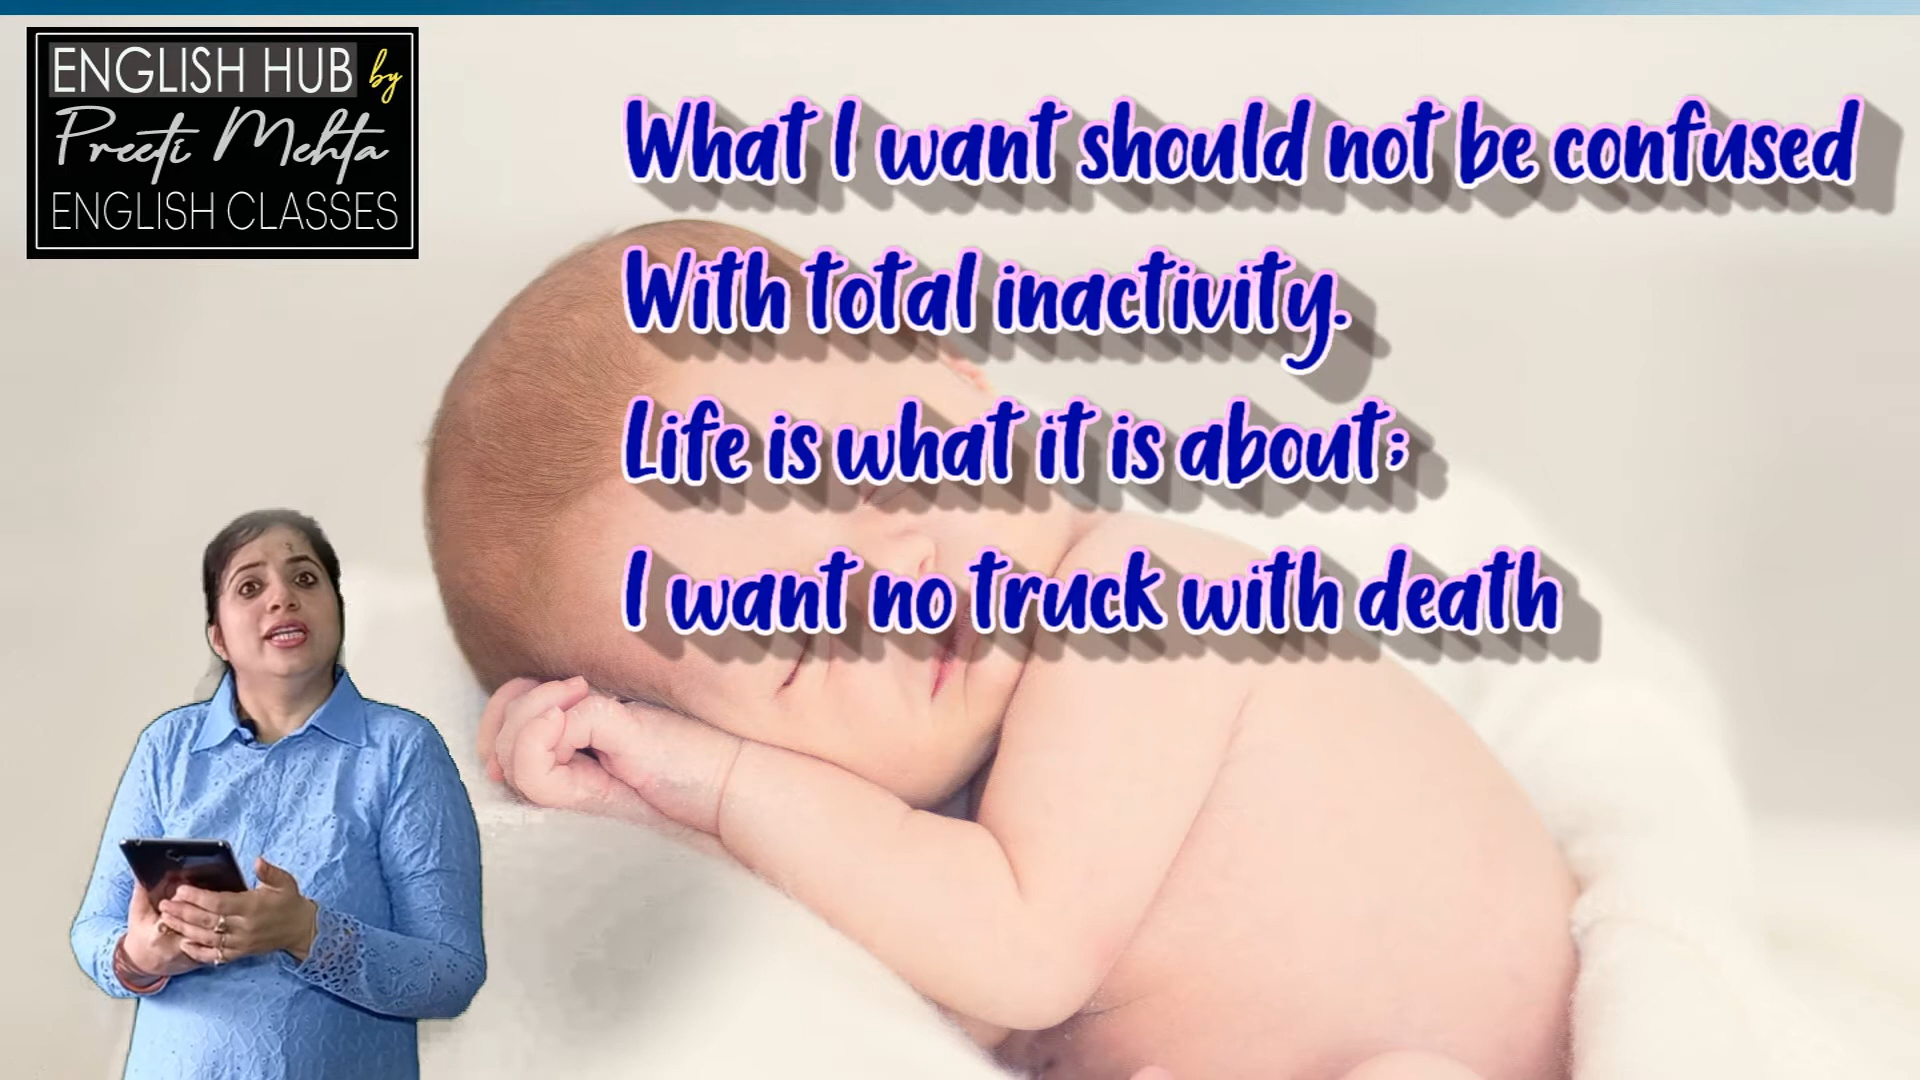 ENGLISH HUB by
Preeti Mehta
ENGLISH CLASSES
What I want should not be confused
With total inactivity.
Life is what it is about;
I want no truck with death